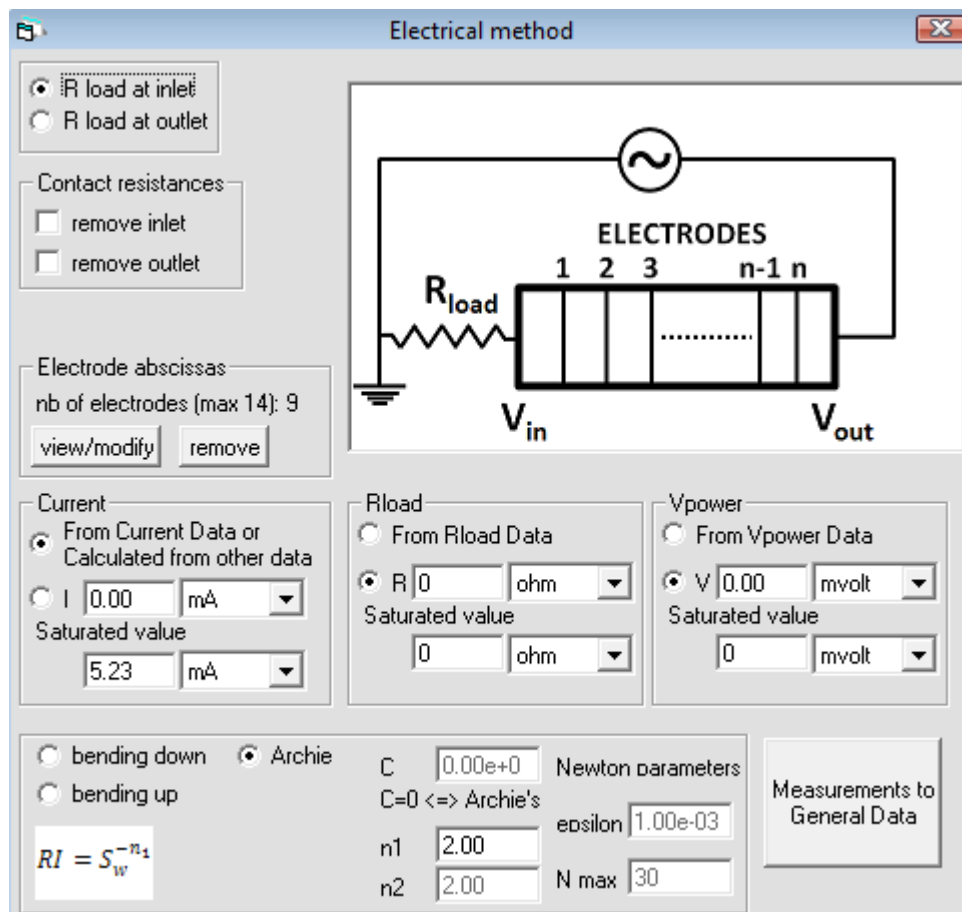 Electrical method
R load at inlet
R load at outlet
Contact resistances
remove inlet
remove outlet
ELECTRODES
1 2 3 n-1 n
Rload
Vin
Vout
Electrode abscissas
nb of electrodes (max 14): 9
view/modify remove
Current
From Current Data or
Calculated from other data
I 0.00 mA
Saturated value
5.23 mA
Rload
From Rload Data
R 0 ohm
Saturated value
0 ohm
Vpower
From Vpower Data
V 0.00 mvolt
Saturated value
0 mvolt
bending down Archie
bending up
RI = S_w^{-n_1}
C 0.00e+0
C=0 <=> Archie's
n1 2.00
n2 2.00
Newton parameters
epsilon 1.00e-03
N max 30
Measurements to
General Data